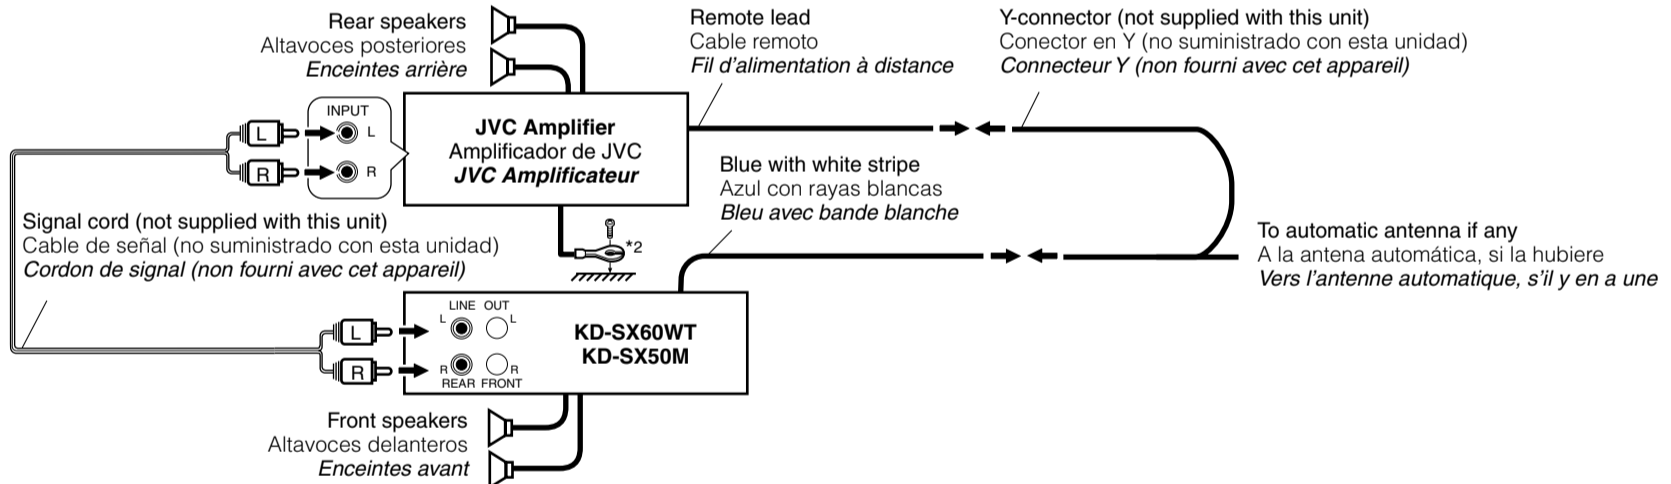 Rear speakers
Altavoces posteriores
Enceintes arrière
Remote lead
Cable remoto
Fil d'alimentation à distance
Y-connector (not supplied with this unit)
Conector en Y (no suministrado con esta unidad)
Connecteur Y (non fourni avec cet appareil)
INPUT
L
L
R
R
JVC Amplifier
Amplificador de JVC
JVC Amplificateur
Blue with white stripe
Azul con rayas blancas
Bleu avec bande blanche
Signal cord (not supplied with this unit)
Cable de señal (no suministrado con esta unidad)
Cordon de signal (non fourni avec cet appareil)
*2
To automatic antenna if any
A la antena automática, si la hubiere
Vers l'antenne automatique, s'il y en a une
LINE OUT
L
L
L
R
R
R
REAR FRONT
KD-SX60WT
KD-SX50M
Front speakers
Altavoces delanteros
Enceintes avant